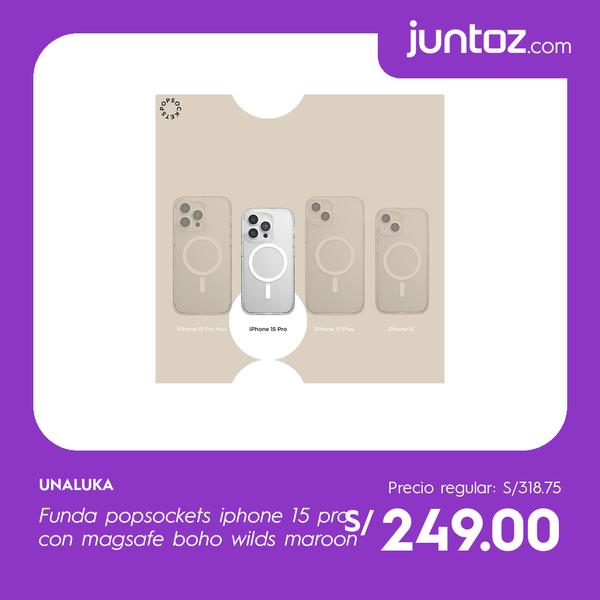 juntoz.com
POPSOCKETS
iPhone 15 Pro Max
iPhone 15 Pro
iPhone 15 Plus
iPhone 15
UNALUKA
Funda popsockets iphone 15 pro
con magsafe boho wilds maroon
Precio regular: S/318.75
S/ 249.00